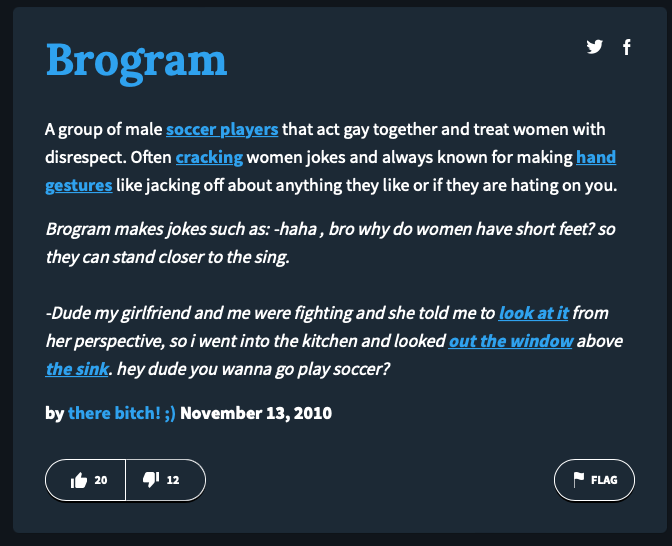 Brogram
A group of male soccer players that act gay together and treat women with
disrespect. Often cracking women jokes and always known for making hand
gestures like jacking off about anything they like or if they are hating on you.
Brogram makes jokes such as: -haha , bro why do women have short feet? so
they can stand closer to the sing.
-Dude my girlfriend and me were fighting and she told me to look at it from
her perspective, so i went into the kitchen and looked out the window above
the sink. hey dude you wanna go play soccer?
by there bitch! ;) November 13, 2010
20 12 FLAG